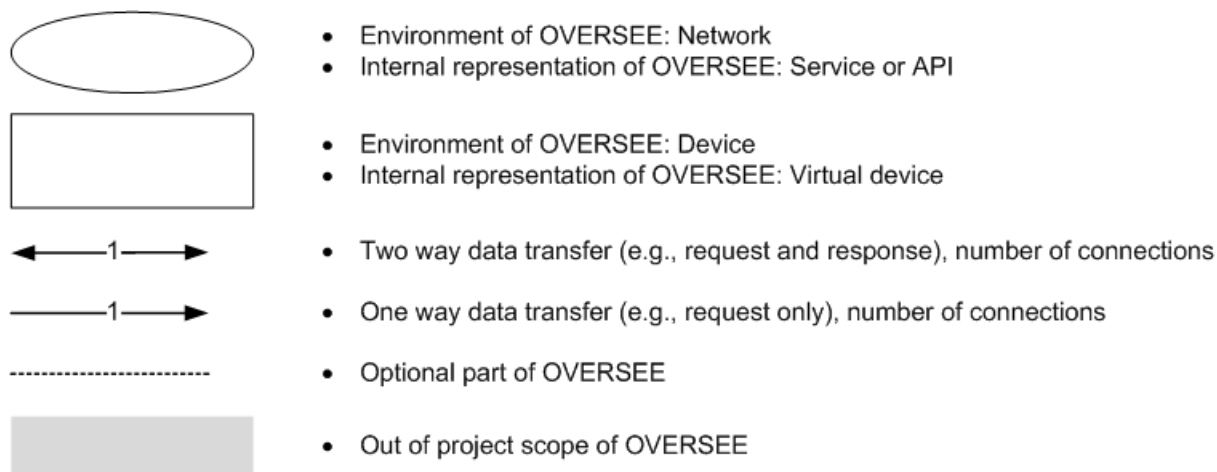 • Environment of OVERSEE: Network
• Internal representation of OVERSEE: Service or API
• Environment of OVERSEE: Device
• Internal representation of OVERSEE: Virtual device
1 • Two way data transfer (e.g., request and response), number of connections
1 • One way data transfer (e.g., request only), number of connections
• Optional part of OVERSEE
• Out of project scope of OVERSEE